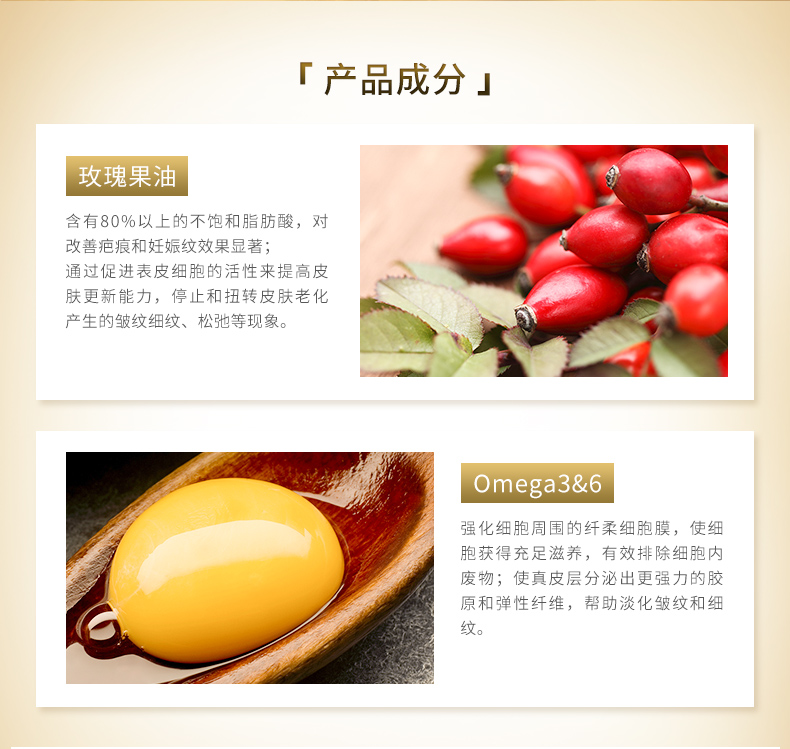 「产品成分」
玫瑰果油
含有80%以上的不饱和脂肪酸，对
改善疤痕和妊娠纹效果显著；
通过促进表皮细胞的活性来提高皮
肤更新能力，停止和扭转皮肤老化
产生的皱纹细纹、松弛等现象。
Omega3&6
强化细胞周围的纤柔细胞膜，使细
胞获得充足滋养，有效排除细胞内
废物；使真皮层分泌出更强力的胶
原和弹性纤维，帮助淡化皱纹和细
纹。